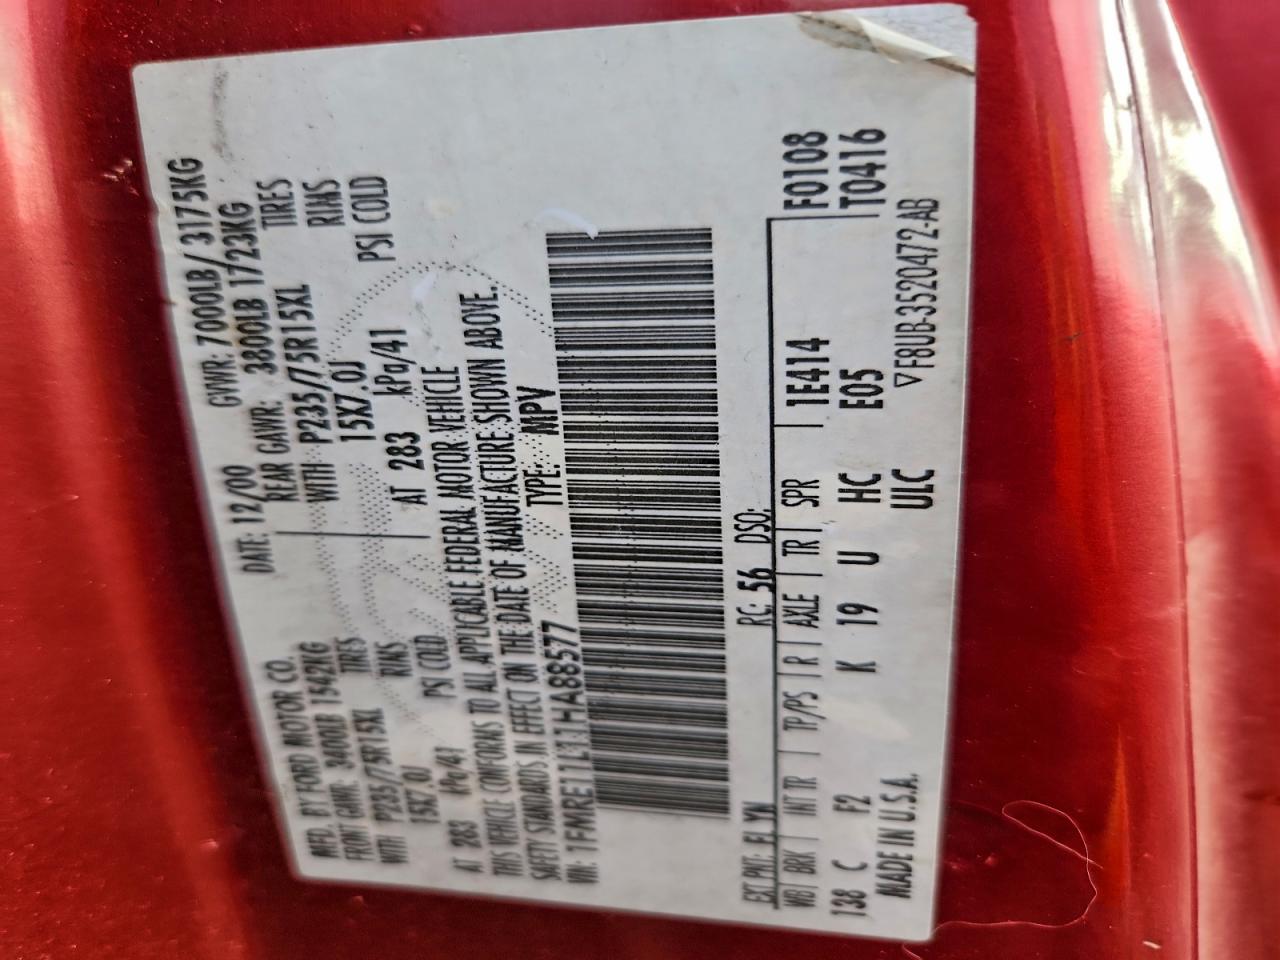 MFD. BY FORD MOTOR CO. DATE: 12/00 GVWR: 7000LB/ 3175KG
FRONT GAWR: 3400LB 1542KG REAR GAWR: 3800LB 1723KG
WITH P235/75R15XL TIRES WITH P235/75R15XL TIRES
15X7.0J RIMS 15X7.0J RIMS
AT 283 kPa/41 PSI COLD AT 283 kPa/41 PSI COLD
THIS VEHICLE CONFORMS TO ALL APPLICABLE FEDERAL MOTOR VEHICLE
SAFETY STANDARDS IN EFFECT ON THE DATE OF MANUFACTURE SHOWN ABOVE.
VIN: TYPE: MPV
EXT PNT: RC: 56 DSO:
WB BRK INT TR TP/PS R AXLE TR SPR 1E414 F0108
138 C F2 K 19 U HC E05 T0416
MADE IN U.S.A. ULC ▽F8UB-3520472-AB